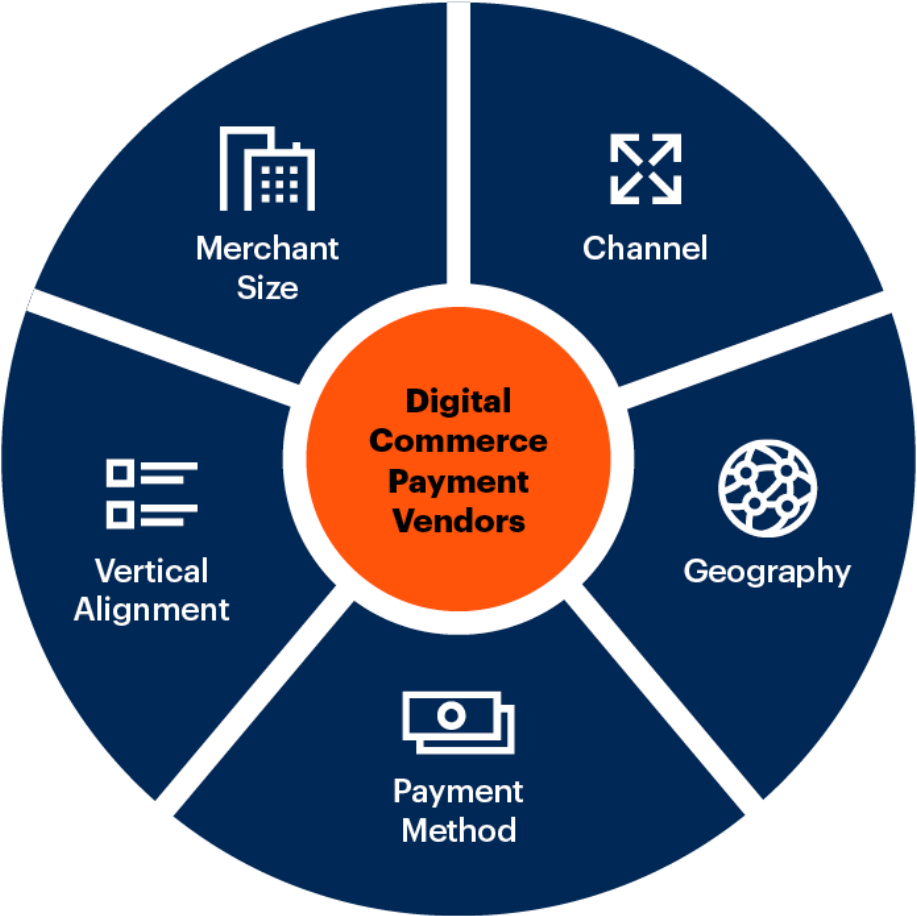 Merchant
Size
Channel
Digital
Commerce
Payment
Vendors
Vertical
Alignment
Geography
Payment
Method